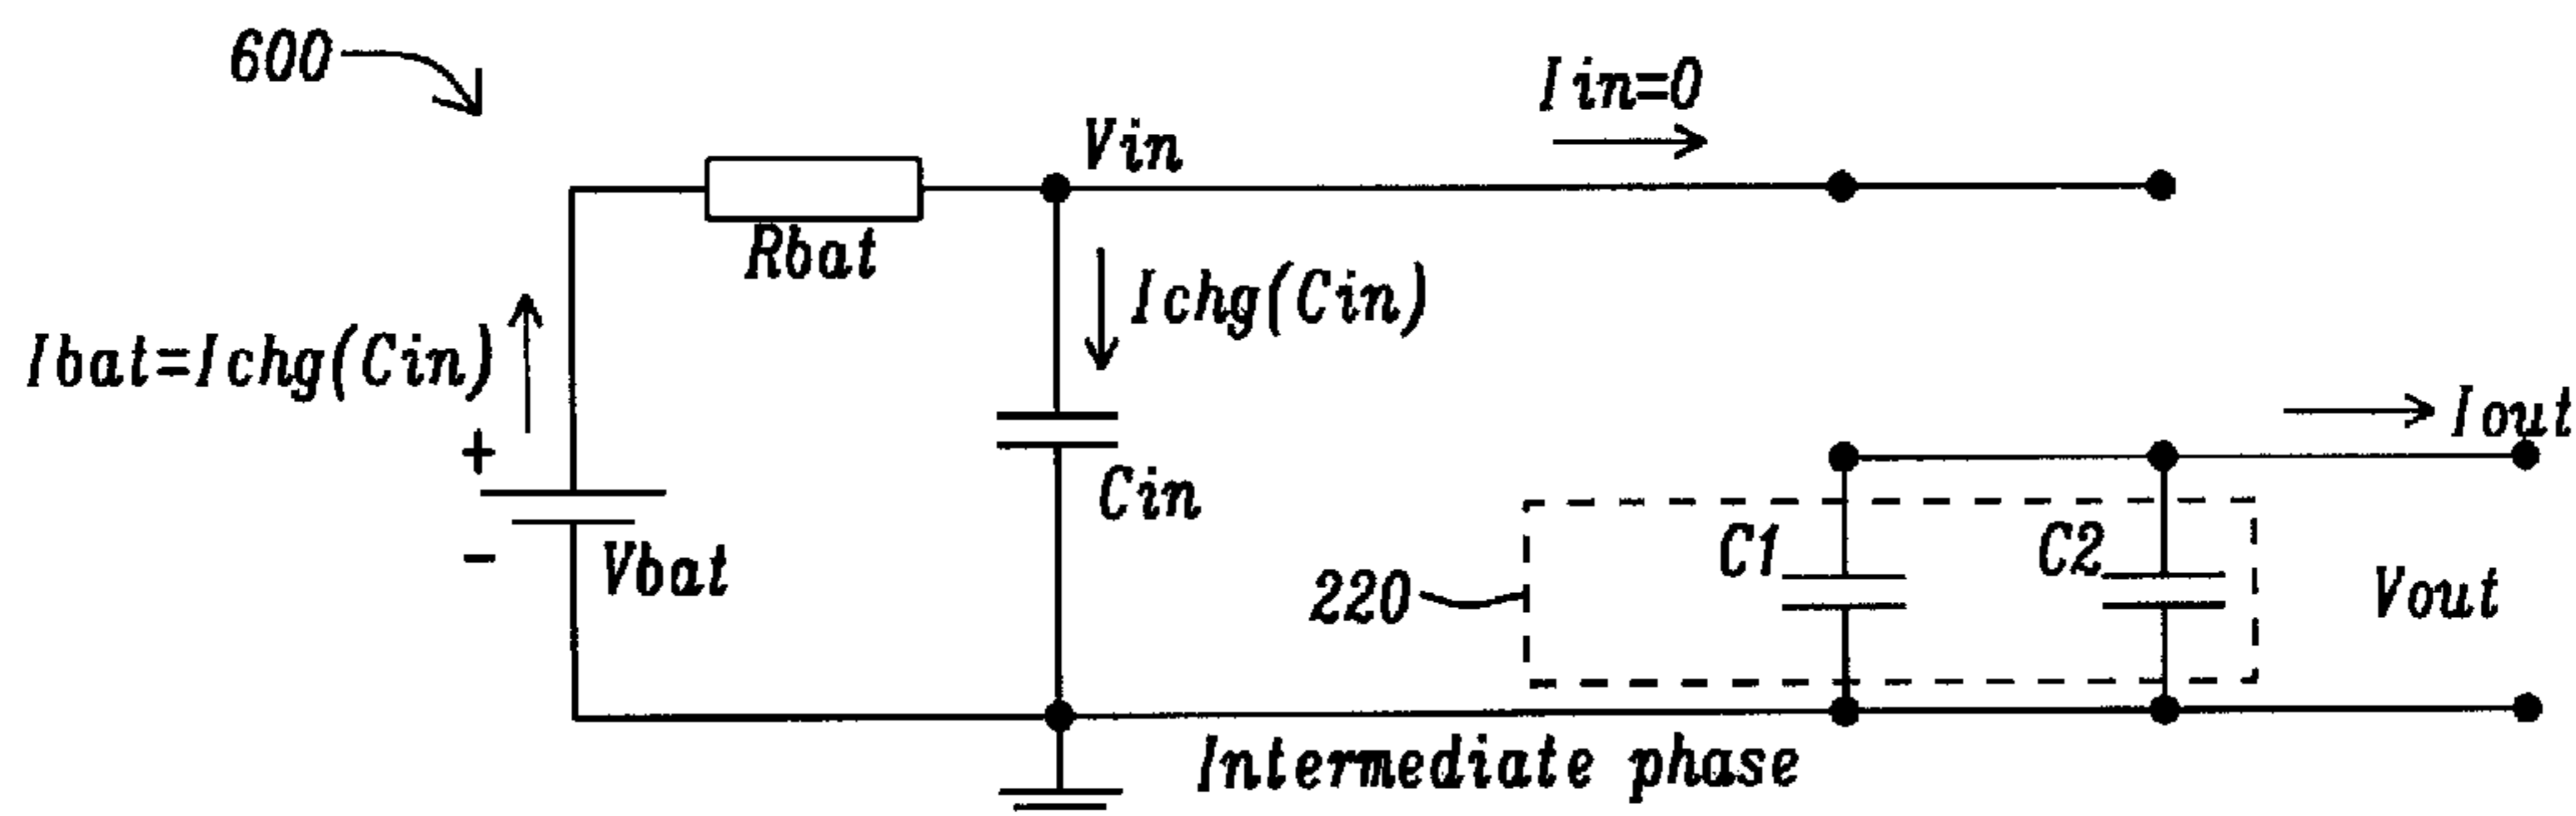 600
Iin=0
Vin
Rbat
Ichg(Cin)
Ibat=Ichg(Cin)
Iout
+
Cin
C1
C2
-
Vbat
220
Vout
Intermediate phase